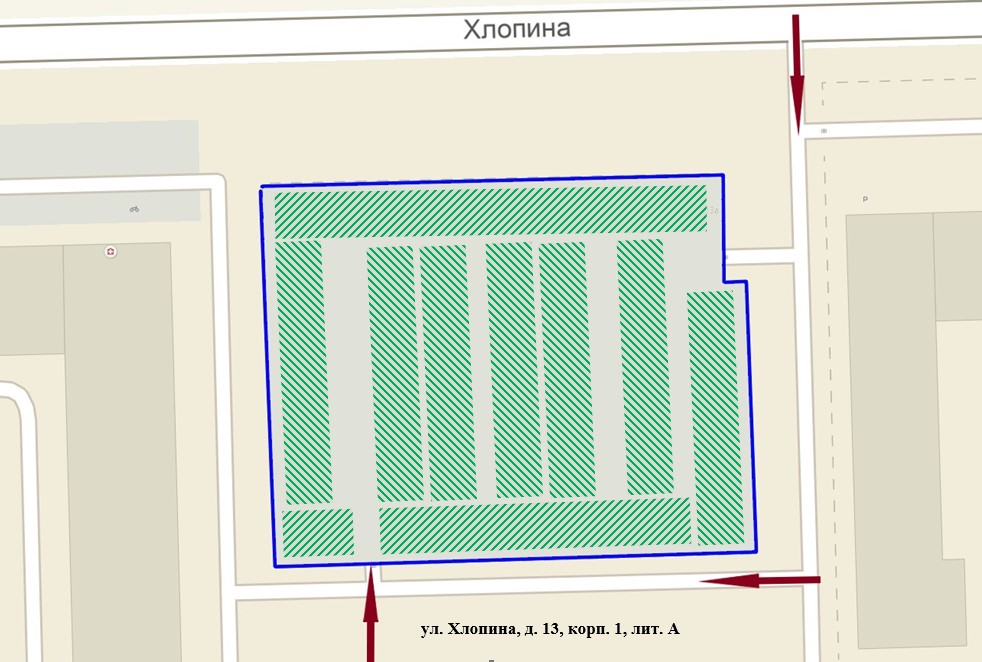 Хлопина
P
ул. Хлопина, д. 13, корп. 1, лит. А